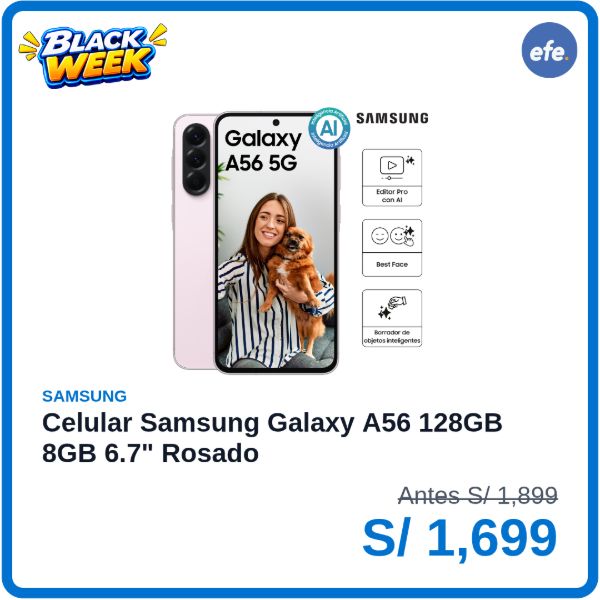 BLACK
WEEK
efe.
Galaxy
A56 5G
AI
SAMSUNG
Editor Pro
con AI
Best Face
Borrador de
objetos inteligentes
SAMSUNG
Celular Samsung Galaxy A56 128GB
8GB 6.7" Rosado
Antes S/ 1,899
S/ 1,699